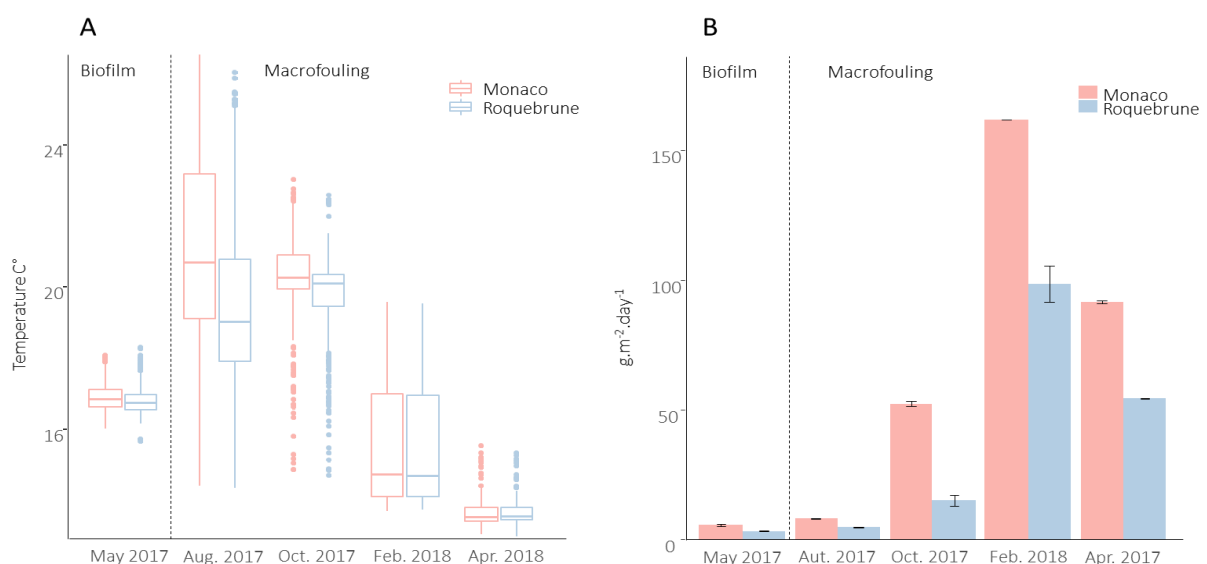 A
Biofilm
Macrofouling
Monaco
Roquebrune
24
20
16
Temperature C°
May 2017
Aug. 2017
Oct. 2017
Feb. 2018
Apr. 2018
B
Biofilm
Macrofouling
Monaco
Roquebrune
150
100
50
0
g.m⁻².day⁻¹
May 2017
Aut. 2017
Oct. 2017
Feb. 2018
Apr. 2017